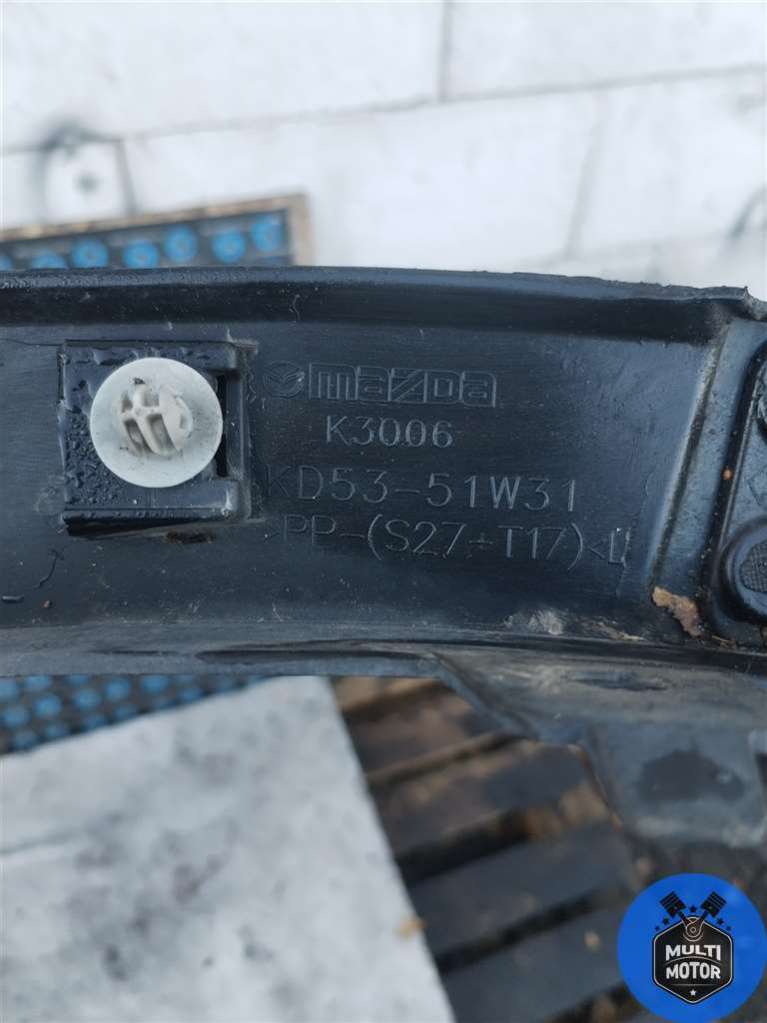 mazda
K3006
KD53-51W31
>PP-(S27+T17)<L
MULTI
MOTOR